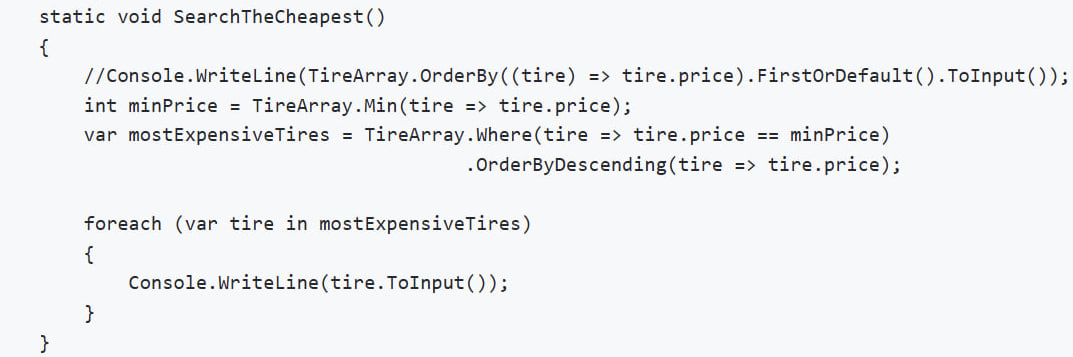 static void SearchTheCheapest()
{
    //Console.WriteLine(TireArray.OrderBy((tire) => tire.price).FirstOrDefault().ToInput());
    int minPrice = TireArray.Min(tire => tire.price);
    var mostExpensiveTires = TireArray.Where(tire => tire.price == minPrice)
                                      .OrderByDescending(tire => tire.price);

    foreach (var tire in mostExpensiveTires)
    {
        Console.WriteLine(tire.ToInput());
    }
}